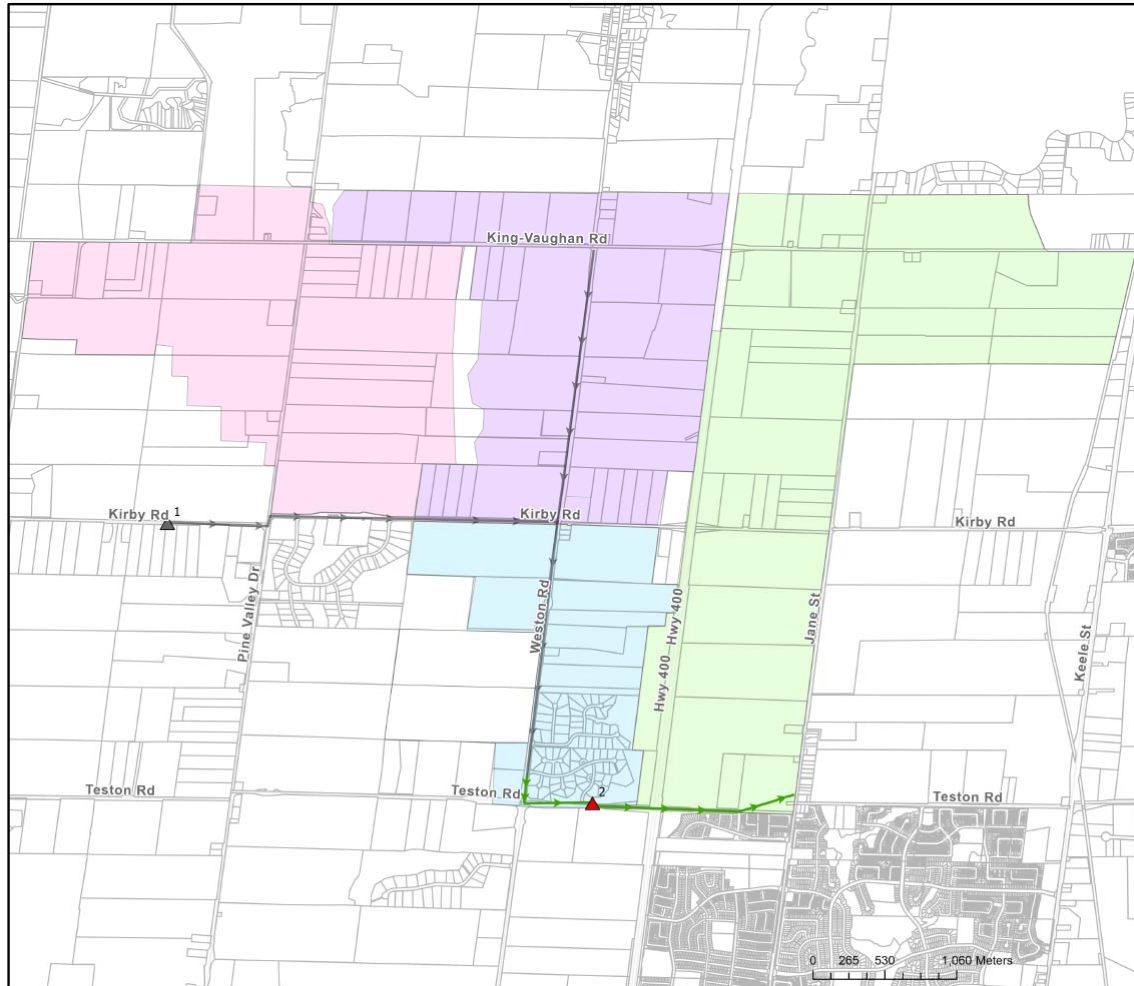 King-Vaughan Rd
Kirby Rd
1
Kirby Rd
Kirby Rd
Pine Valley Dr
Weston Rd
Hwy 400
Hwy 400
Jane St
Keele St
Teston Rd
Teston Rd
2
Teston Rd
0 265 530 1,060 Meters